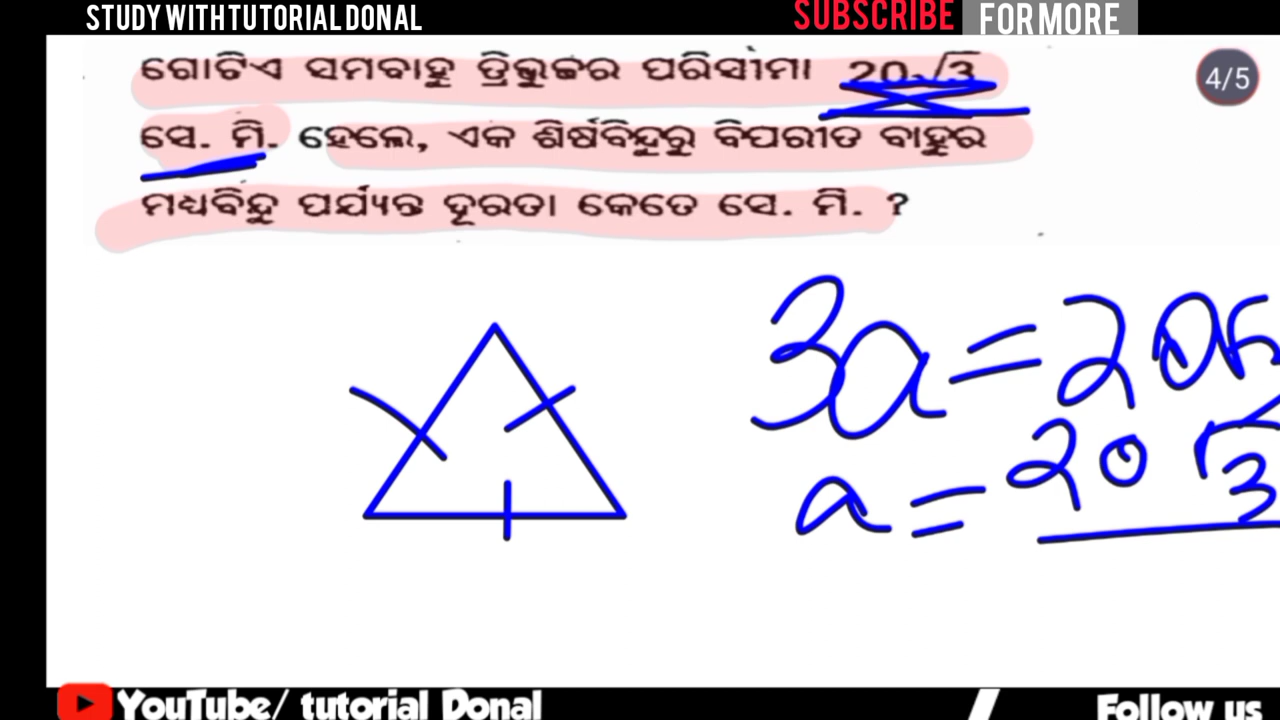 STUDY WITH TUTORIAL DONAL
SUBSCRIBE FOR MORE
ଗୋଟିଏ ସମବାହୁ ତ୍ରିଭୁଜର ପରିସୀମା 20√3
4/5
ସେ. ମି. ହେଲେ, ଏକ ଶିର୍ଷବିନ୍ଦୁରୁ ବିପରୀତ ବାହୁର
ମଧ୍ୟବିନ୍ଦୁ ପର୍ଯ୍ୟନ୍ତ ଦୂରତା କେତେ ସେ. ମି. ?
3a = 20√
a = 20√3
YouTube/ tutorial Donal
/ Follow us